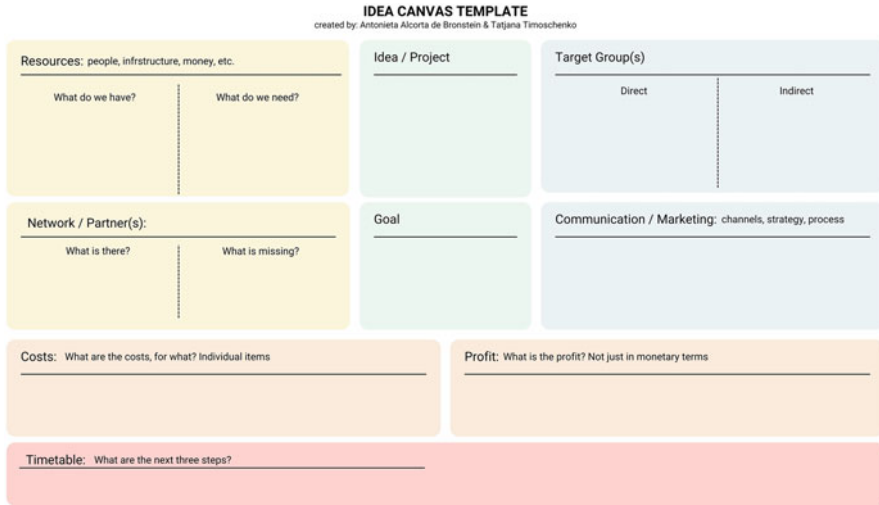 IDEA CANVAS TEMPLATE
created by: Antonieta Alcorta de Bronstein & Tatjana Timoschenko
Resources: people, infrstructure, money, etc.
What do we have?
What do we need?
Idea / Project
Target Group(s)
Direct
Indirect
Network / Partner(s):
What is there?
What is missing?
Goal
Communication / Marketing: channels, strategy, process
Costs: What are the costs, for what? Individual items
Profit: What is the profit? Not just in monetary terms
Timetable: What are the next three steps?